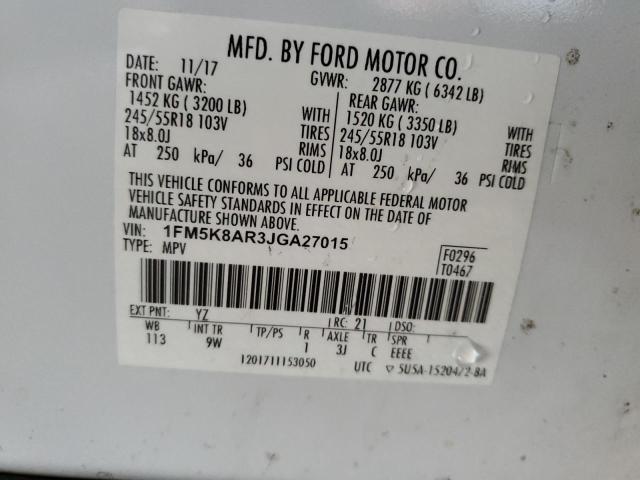 MFD. BY FORD MOTOR CO.
DATE: 11/17 GVWR: 2877 KG ( 6342 LB)
FRONT GAWR: REAR GAWR:
1452 KG ( 3200 LB) WITH 1520 KG ( 3350 LB) WITH
245/55R18 103V TIRES 245/55R18 103V TIRES
18x8.0J RIMS 18x8.0J RIMS
AT 250 kPa/ 36 PSI COLD AT 250 kPa/ 36 PSI COLD
THIS VEHICLE CONFORMS TO ALL APPLICABLE FEDERAL MOTOR
VEHICLE SAFETY STANDARDS IN EFFECT ON THE DATE OF
MANUFACTURE SHOWN ABOVE.
VIN: 1FM5K8AR3JGA27015
TYPE: MPV
F0296
T0467
EXT PNT: YZ RC: 21 DSO:
WB INT TR TP/PS R AXLE TR SPR
113 9W 1 3J C EEEE
1201711153050 UTC ▽ 5U5A-15204/2-8A